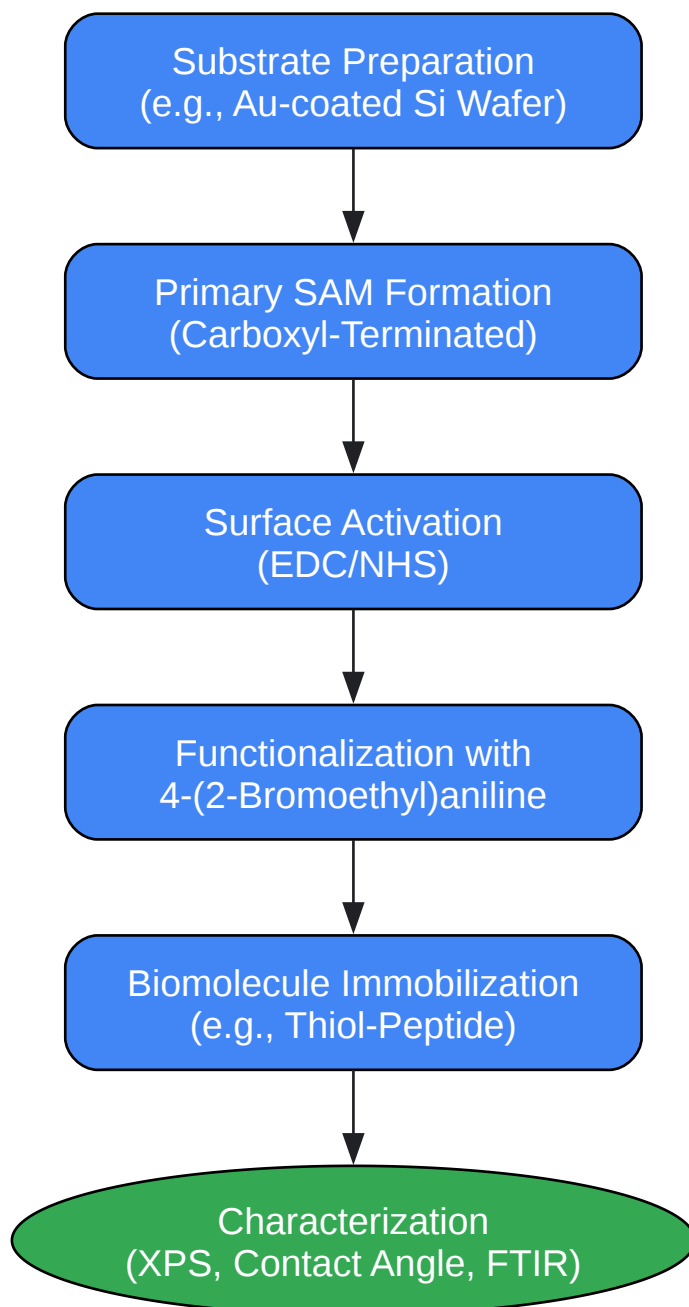 Substrate Preparation
(e.g., Au-coated Si Wafer)
Primary SAM Formation
(Carboxyl-Terminated)
Surface Activation
(EDC/NHS)
Functionalization with
4-(2-Bromoethyl)aniline
Biomolecule Immobilization
(e.g., Thiol-Peptide)
Characterization
(XPS, Contact Angle, FTIR)